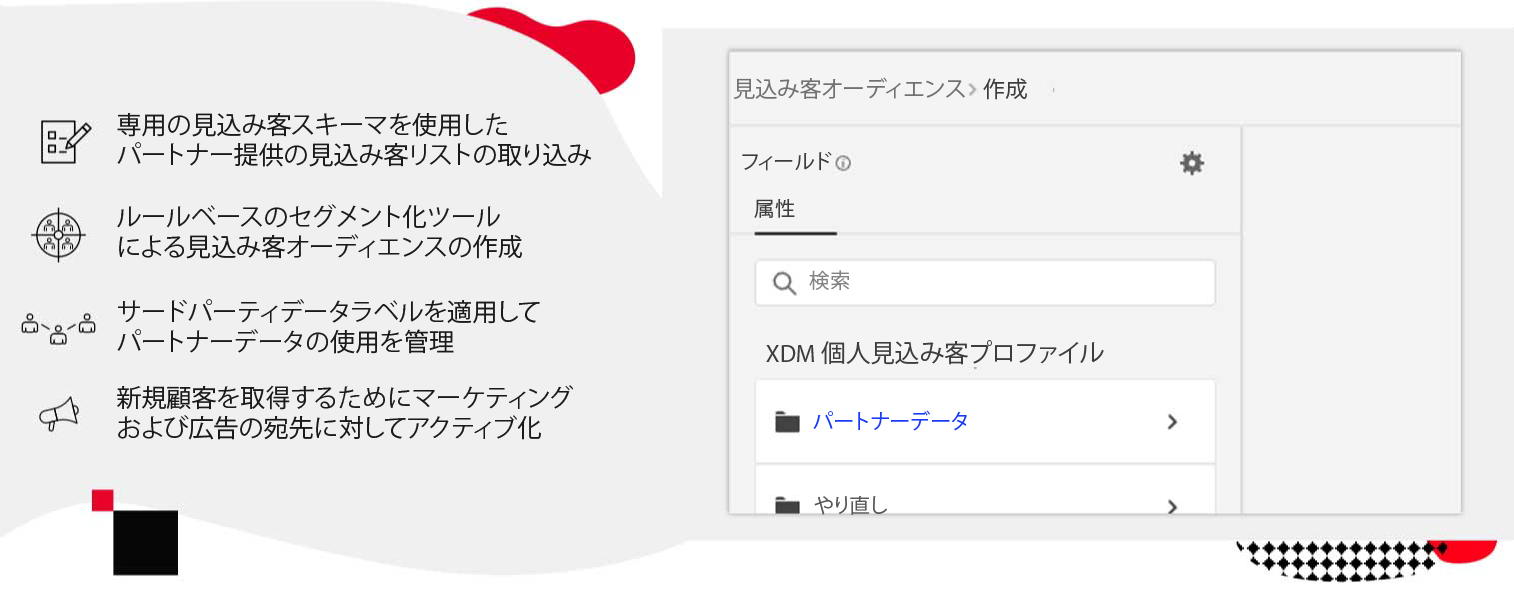 専用の見込み客スキーマを使用した
パートナー提供の見込み客リストの取り込み
ルールベースのセグメント化ツール
による見込み客オーディエンスの作成
サードパーティデータラベルを適用して
パートナーデータの使用を管理
新規顧客を取得するためにマーケティング
および広告の宛先に対してアクティブ化
見込み客オーディエンス > 作成
フィールド
属性
検索
XDM 個人見込み客プロファイル
パートナーデータ
やり直し